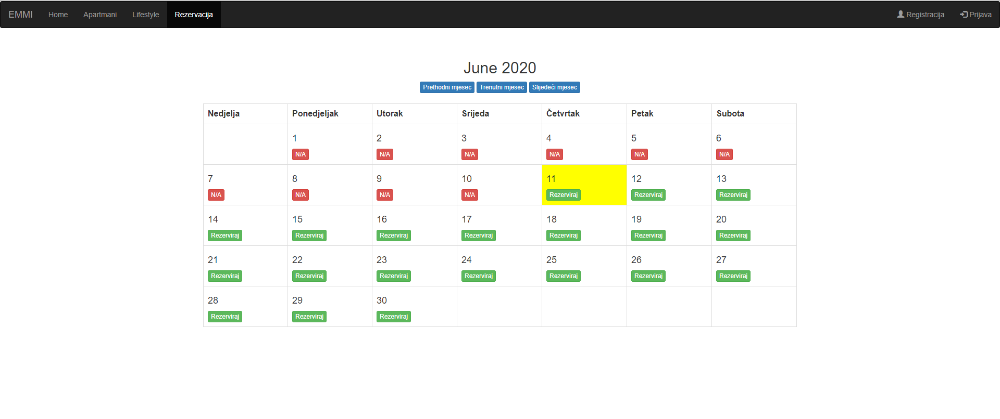 EMMI Home Apartmani Lifestyle Rezervacija Registracija Prijava
June 2020
Prethodni mjesec Trenutni mjesec Slijedeći mjesec
Nedjelja Ponedjeljak Utorak Srijeda Četvrtak Petak Subota
1 2 3 4 5 6
N/A N/A N/A N/A N/A N/A
7 8 9 10 11 12 13
N/A N/A N/A N/A Rezerviraj Rezerviraj Rezerviraj
14 15 16 17 18 19 20
Rezerviraj Rezerviraj Rezerviraj Rezerviraj Rezerviraj Rezerviraj Rezerviraj
21 22 23 24 25 26 27
Rezerviraj Rezerviraj Rezerviraj Rezerviraj Rezerviraj Rezerviraj Rezerviraj
28 29 30
Rezerviraj Rezerviraj Rezerviraj